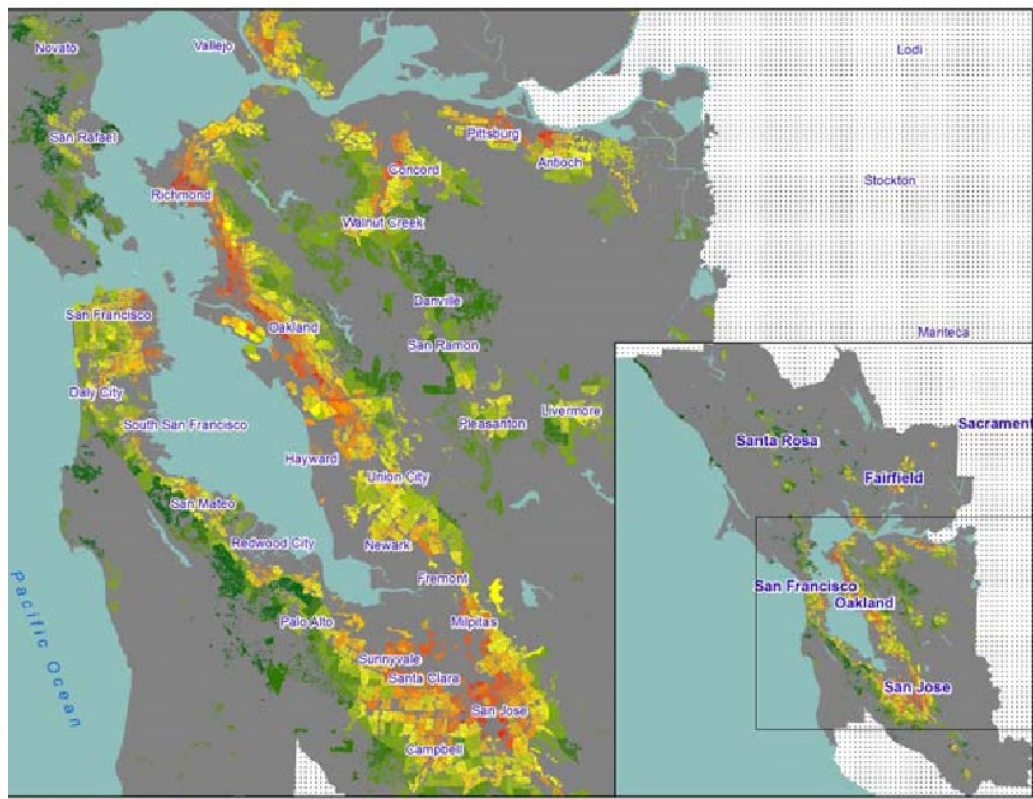 Novato
Vallejo
Lodi
San Rafael
Pittsburg
Antioch
Concord
Stockton
Richmond
Walnut Creek
Danville
San Francisco
Oakland
Manteca
San Ramon
Daly City
Livermore
Pleasanton
South San Francisco
Hayward
Union City
San Mateo
Redwood City
Newark
Fremont
Palo Alto
Milpitas
Sunnyvale
Santa Clara
San Jose
Campbell
Pacific Ocean
Sacrament
Santa Rosa
Fairfield
San Francisco
Oakland
San Jose